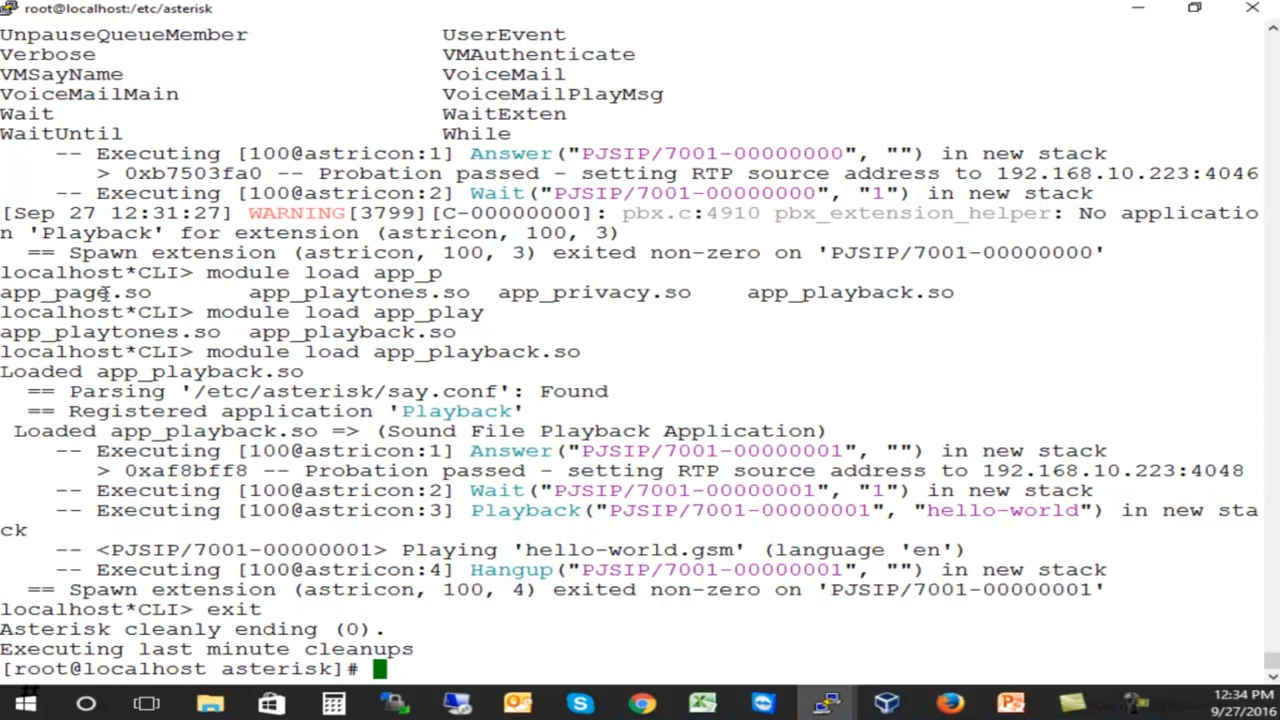 root@localhost:/etc/asterisk
UnpauseQueueMember UserEvent
Verbose VMAuthenticate
VMSayName VoiceMail
VoiceMailMain VoiceMailPlayMsg
Wait WaitExten
WaitUntil While
-- Executing [100@astricon:1] Answer("PJSIP/7001-00000000", "") in new stack
> 0xb7503fa0 -- Probation passed - setting RTP source address to 192.168.10.223:4046
-- Executing [100@astricon:2] Wait("PJSIP/7001-00000000", "1") in new stack
[Sep 27 12:31:27] WARNING[3799][C-00000000]: pbx.c:4910 pbx_extension_helper: No applicatio
n 'Playback' for extension (astricon, 100, 3)
== Spawn extension (astricon, 100, 3) exited non-zero on 'PJSIP/7001-00000000'
localhost*CLI> module load app_p
app_page.so app_playtones.so app_privacy.so app_playback.so
localhost*CLI> module load app_play
app_playtones.so app_playback.so
localhost*CLI> module load app_playback.so
Loaded app_playback.so
== Parsing '/etc/asterisk/say.conf': Found
== Registered application 'Playback'
Loaded app_playback.so => (Sound File Playback Application)
-- Executing [100@astricon:1] Answer("PJSIP/7001-00000001", "") in new stack
> 0xaf8bff8 -- Probation passed - setting RTP source address to 192.168.10.223:4048
-- Executing [100@astricon:2] Wait("PJSIP/7001-00000001", "1") in new stack
-- Executing [100@astricon:3] Playback("PJSIP/7001-00000001", "hello-world") in new sta
ck
-- <PJSIP/7001-00000001> Playing 'hello-world.gsm' (language 'en')
-- Executing [100@astricon:4] Hangup("PJSIP/7001-00000001", "") in new stack
== Spawn extension (astricon, 100, 4) exited non-zero on 'PJSIP/7001-00000001'
localhost*CLI> exit
Asterisk cleanly ending (0).
Executing last minute cleanups
[root@localhost asterisk]#
12:34 PM
9/27/2016